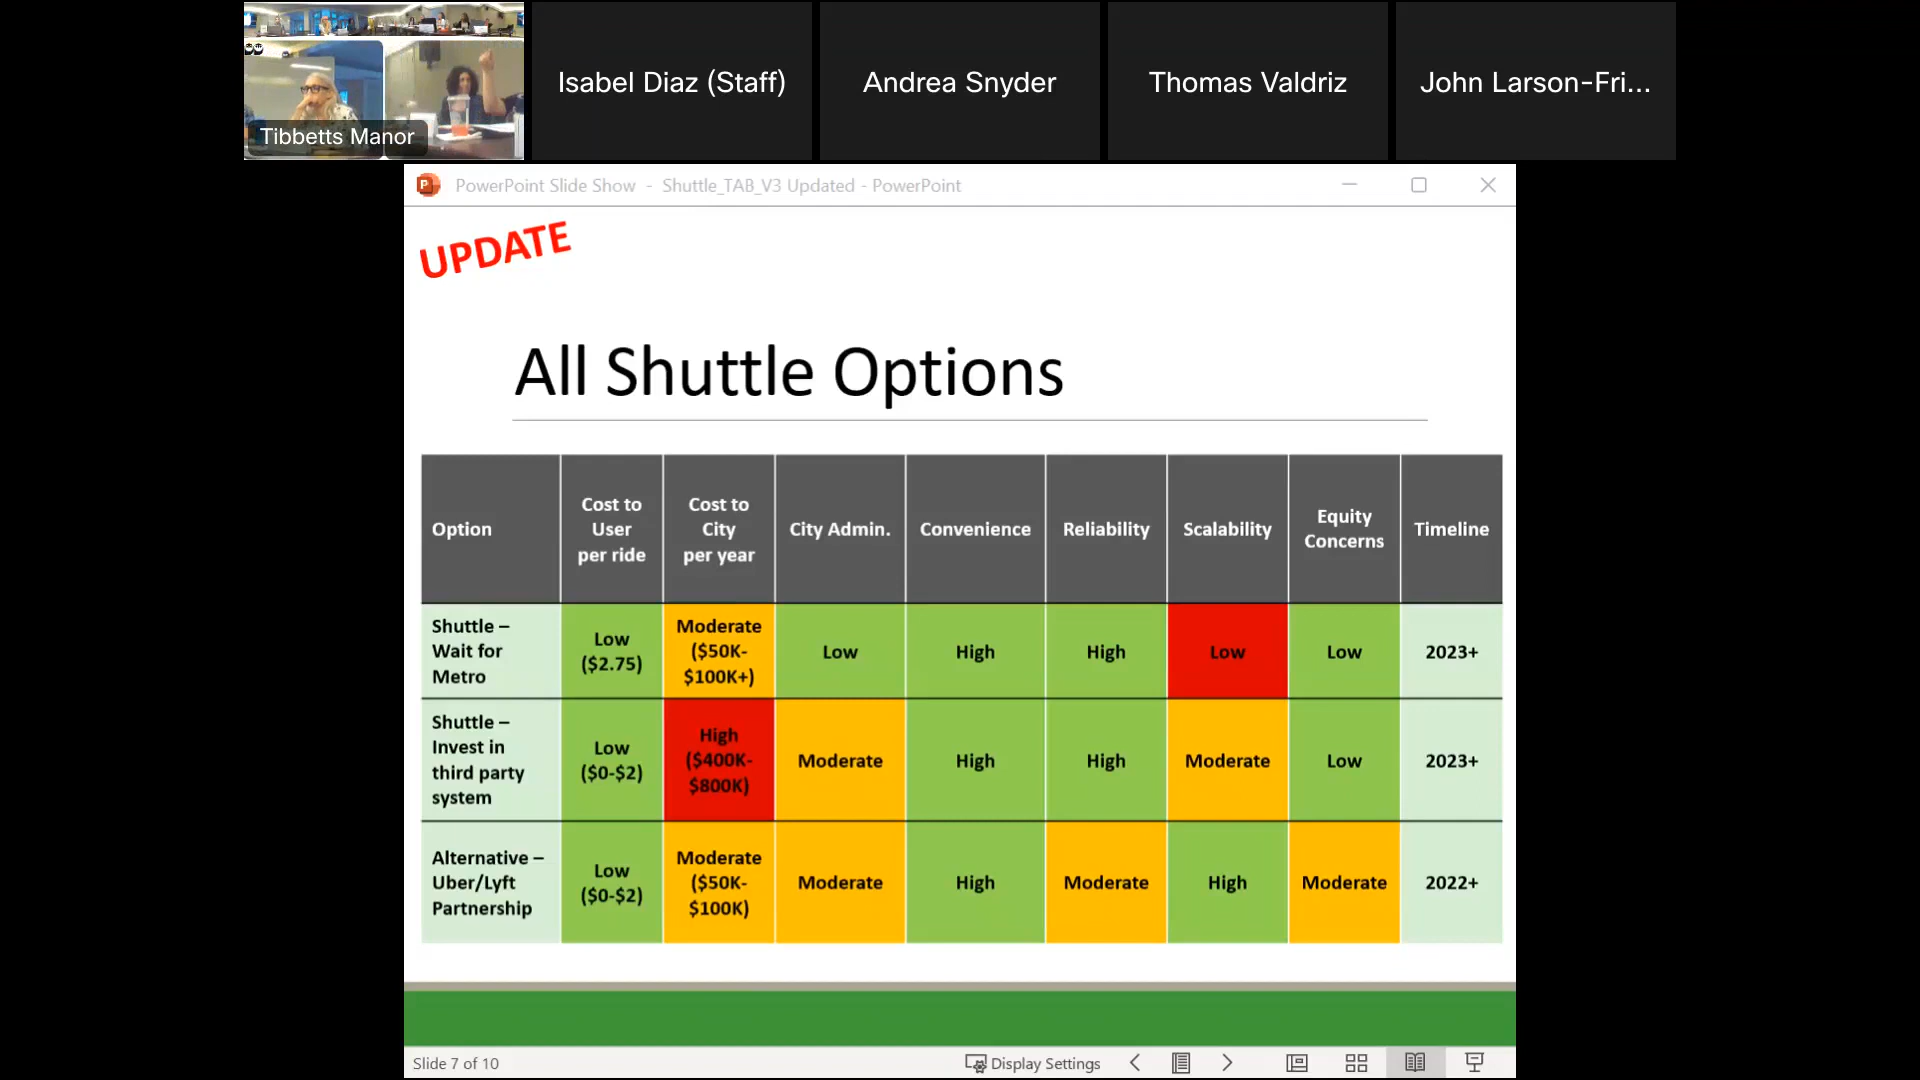 Tibbetts Manor
Isabel Diaz (Staff)
Andrea Snyder
Thomas Valdriz
John Larson-Fri...
PowerPoint Slide Show - Shuttle_TAB_V3 Updated - PowerPoint
UPDATE
All Shuttle Options
Option
Cost to
User
per ride
Cost to
City
per year
City Admin.
Convenience
Reliability
Scalability
Equity
Concerns
Timeline
Shuttle –
Wait for
Metro
Low
($2.75)
Moderate
($50K-
$100K+)
Low
High
High
Low
Low
2023+
Shuttle –
Invest in
third party
system
Low
($0-$2)
High
($400K-
$800K)
Moderate
High
High
Moderate
Low
2023+
Alternative –
Uber/Lyft
Partnership
Low
($0-$2)
Moderate
($50K-
$100K)
Moderate
High
Moderate
High
Moderate
2022+
Slide 7 of 10
Display Settings